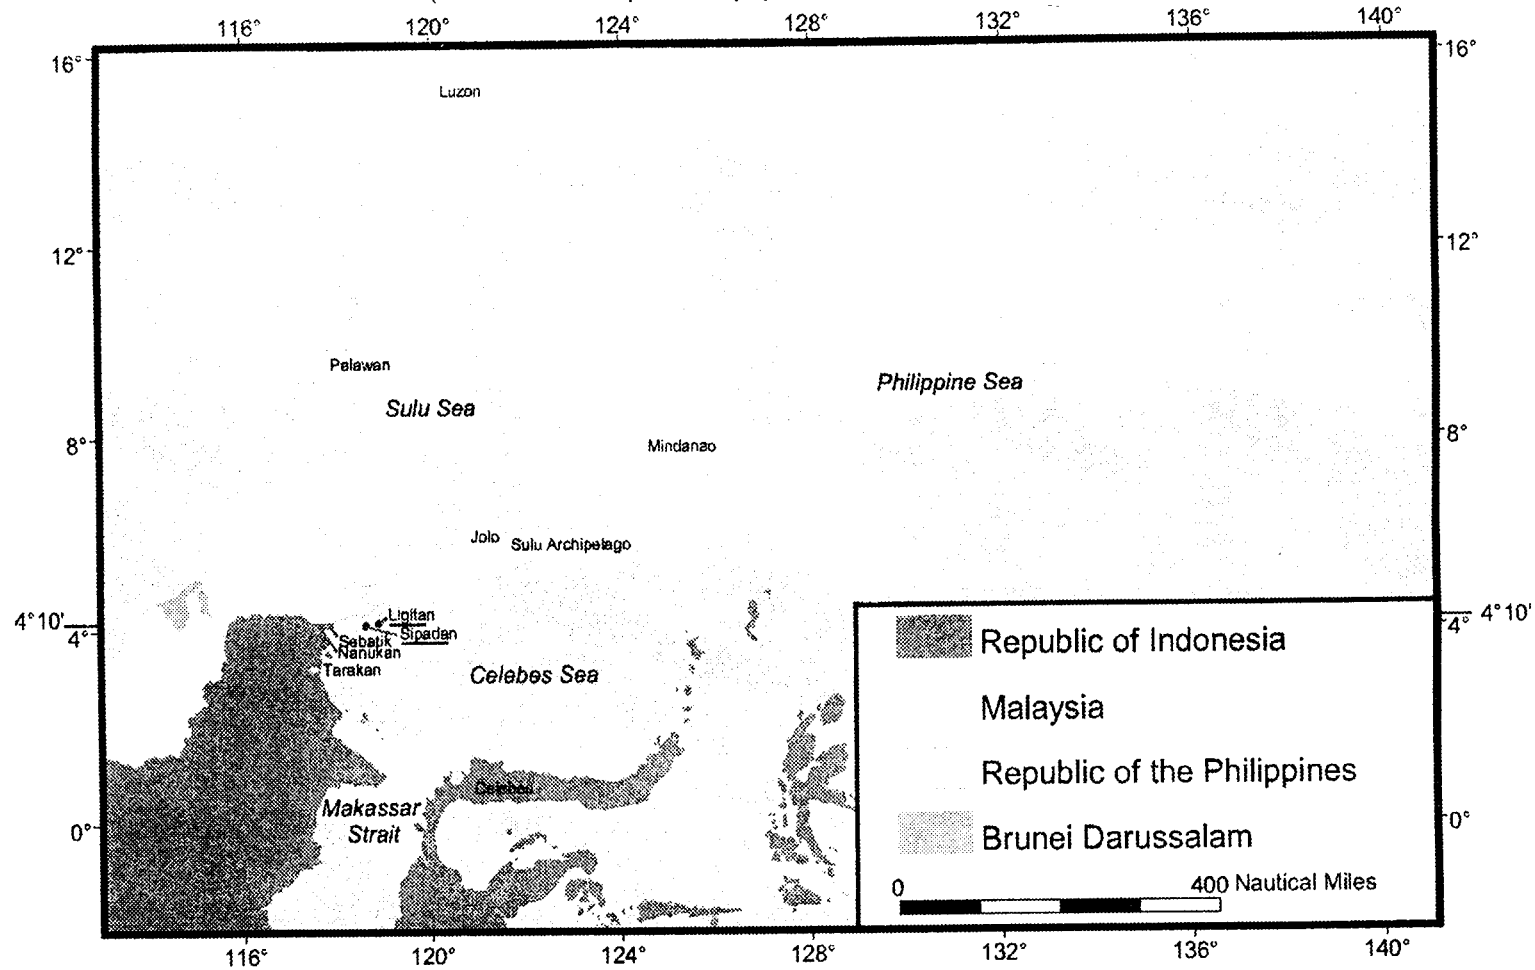 116° 120° 124° 128° 132° 136° 140°
16° 16°
Luzon
12° 12°
Palawan
Philippine Sea
Sulu Sea
8° 8°
Mindanao
Jolo Sulu Archipelago
4°10' Ligitan 4°10'
4° Sipadan 4°
Sebatik
Nanukan
Tarakan
Celebes Sea
Celebes
Makassar
Strait
0° 0°
Republic of Indonesia
Malaysia
Republic of the Philippines
Brunei Darussalam
0 400 Nautical Miles
116° 120° 124° 128° 132° 136° 140°